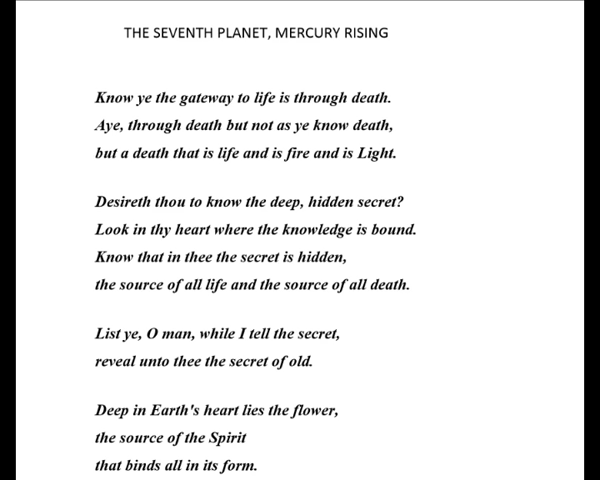 THE SEVENTH PLANET, MERCURY RISING
Know ye the gateway to life is through death.
Aye, through death but not as ye know death,
but a death that is life and is fire and is Light.
Desireth thou to know the deep, hidden secret?
Look in thy heart where the knowledge is bound.
Know that in thee the secret is hidden,
the source of all life and the source of all death.
List ye, O man, while I tell the secret,
reveal unto thee the secret of old.
Deep in Earth's heart lies the flower,
the source of the Spirit
that binds all in its form.